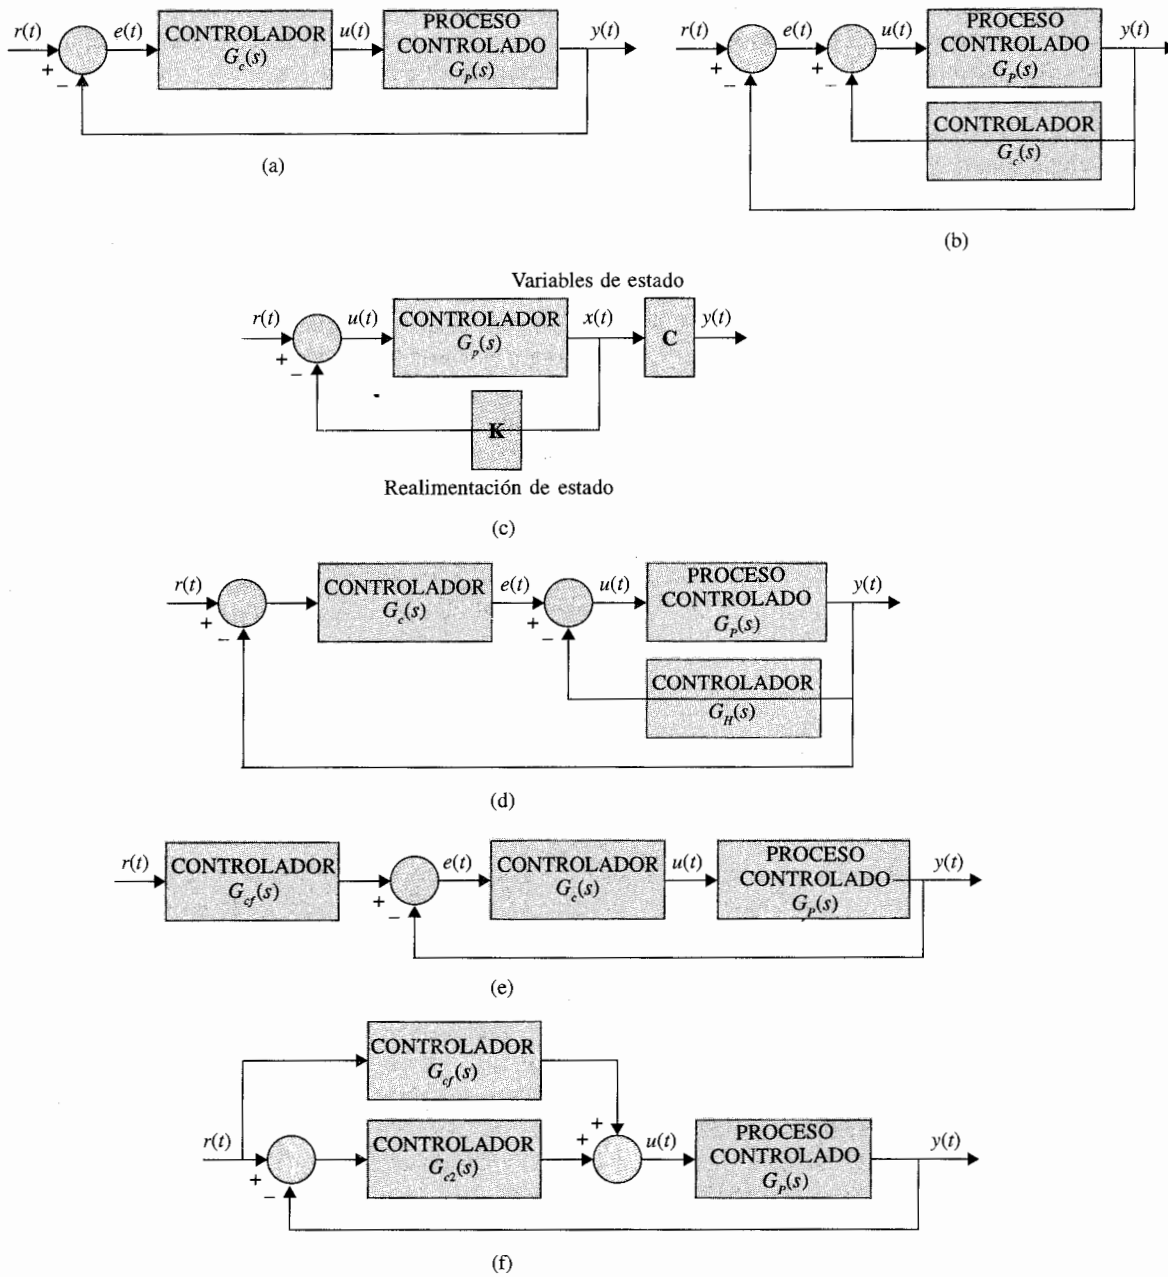 r(t) e(t) CONTROLADOR G_c(s) u(t) PROCESO CONTROLADO G_P(s) y(t)
+
−
(a)
r(t) e(t) u(t) PROCESO CONTROLADO G_P(s) y(t)
+ +
− −
CONTROLADOR
G_c(s)
(b)
Variables de estado
r(t) u(t) CONTROLADOR G_p(s) x(t) C y(t)
+
−
K
Realimentación de estado
(c)
r(t) CONTROLADOR G_c(s) e(t) u(t) PROCESO CONTROLADO G_P(s) y(t)
+ +
− −
CONTROLADOR
G_H(s)
(d)
r(t) CONTROLADOR G_cf(s) e(t) CONTROLADOR G_c(s) u(t) PROCESO CONTROLADO G_P(s) y(t)
+
−
(e)
CONTROLADOR
G_cf(s)
+
r(t) CONTROLADOR G_c2(s) + u(t) PROCESO CONTROLADO G_P(s) y(t)
+
−
(f)